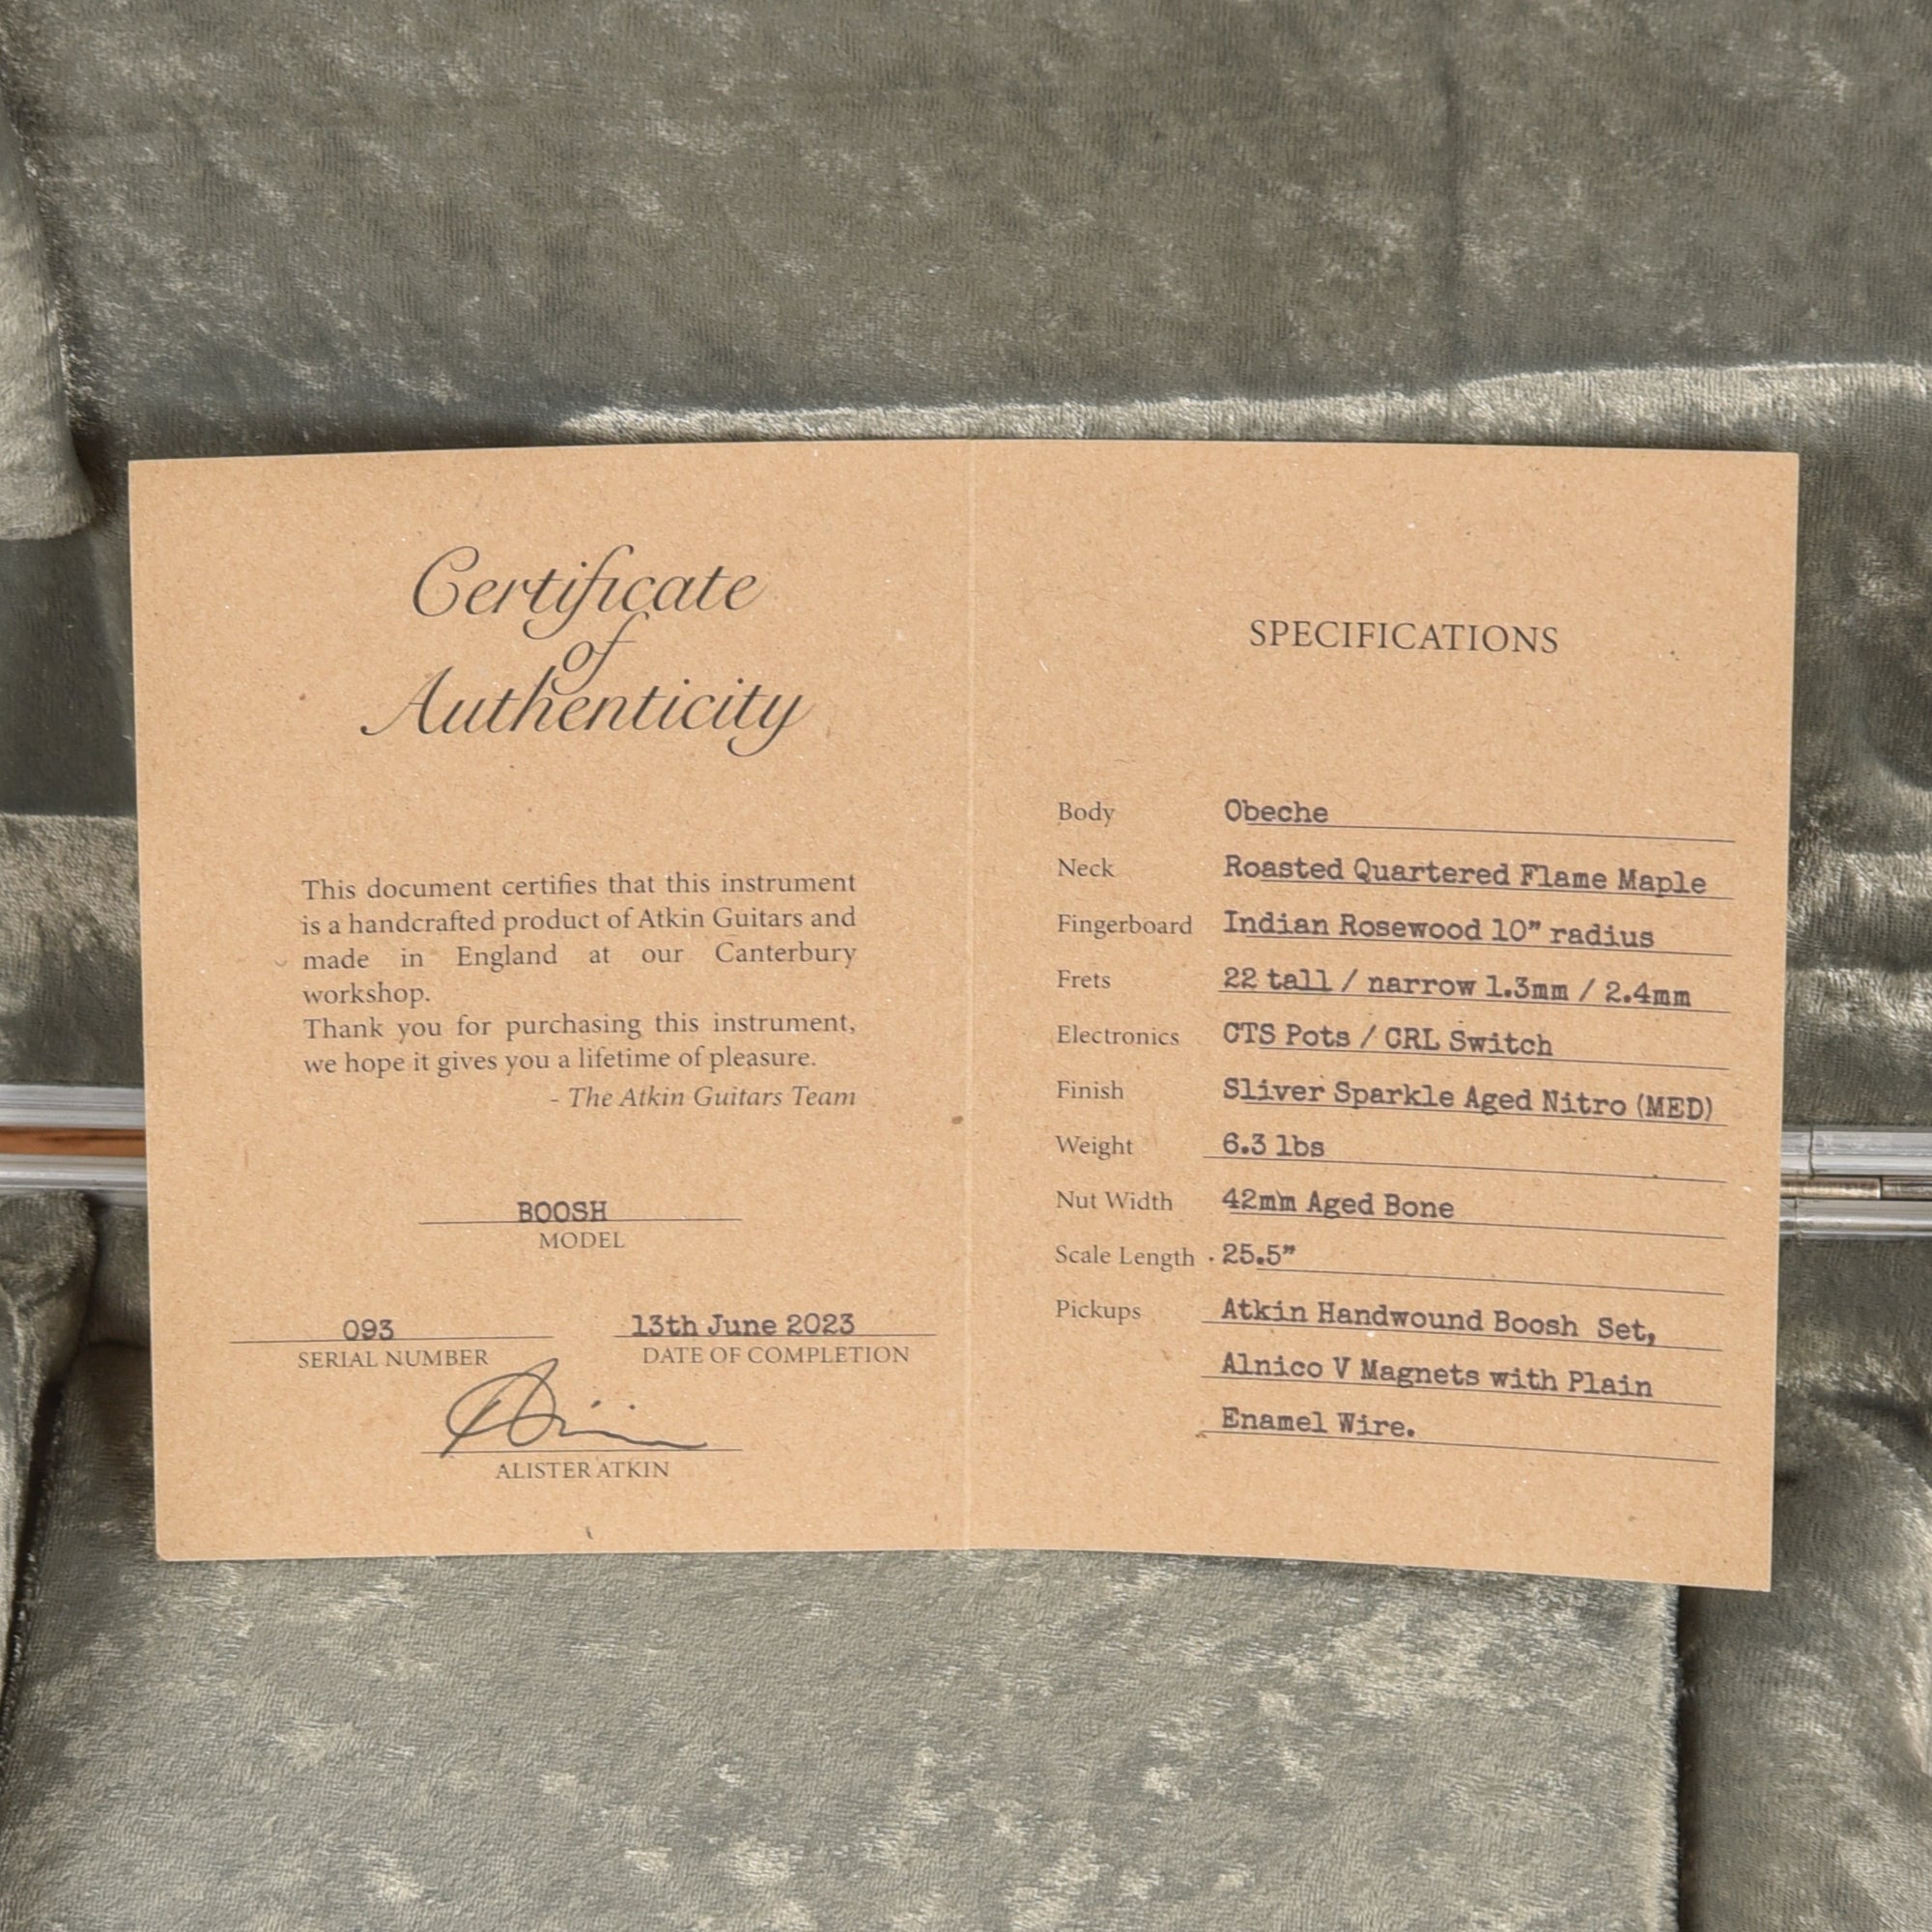 Certificate
of
Authenticity
This document certifies that this instrument
is a handcrafted product of Atkin Guitars and
made in England at our Canterbury
workshop.
Thank you for purchasing this instrument,
we hope it gives you a lifetime of pleasure.
- The Atkin Guitars Team
BOOSH
MODEL
093 13th June 2023
SERIAL NUMBER DATE OF COMPLETION
ALISTER ATKIN
SPECIFICATIONS
Body Obeche
Neck Roasted Quartered Flame Maple
Fingerboard Indian Rosewood 10” radius
Frets 22 tall / narrow 1.3mm / 2.4mm
Electronics CTS Pots / CRL Switch
Finish Sliver Sparkle Aged Nitro (MED)
Weight 6.3 lbs
Nut Width 42mm Aged Bone
Scale Length 25.5”
Pickups Atkin Handwound Boosh Set,
Alnico V Magnets with Plain
Enamel Wire.